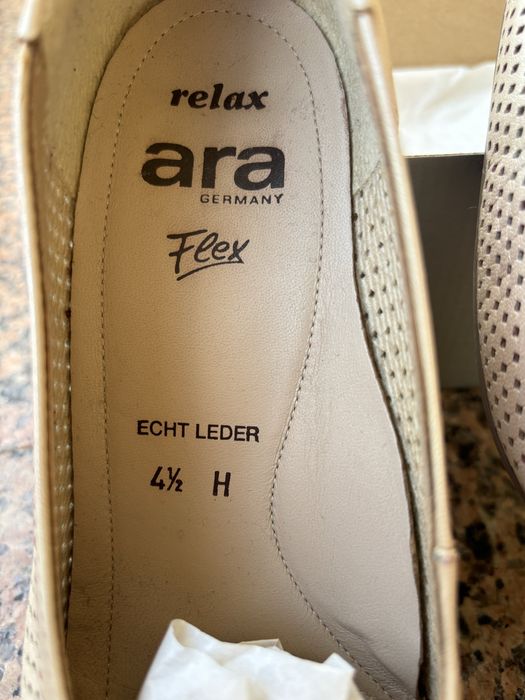 relax
ara
GERMANY
Flex
ECHT LEDER
4½ H